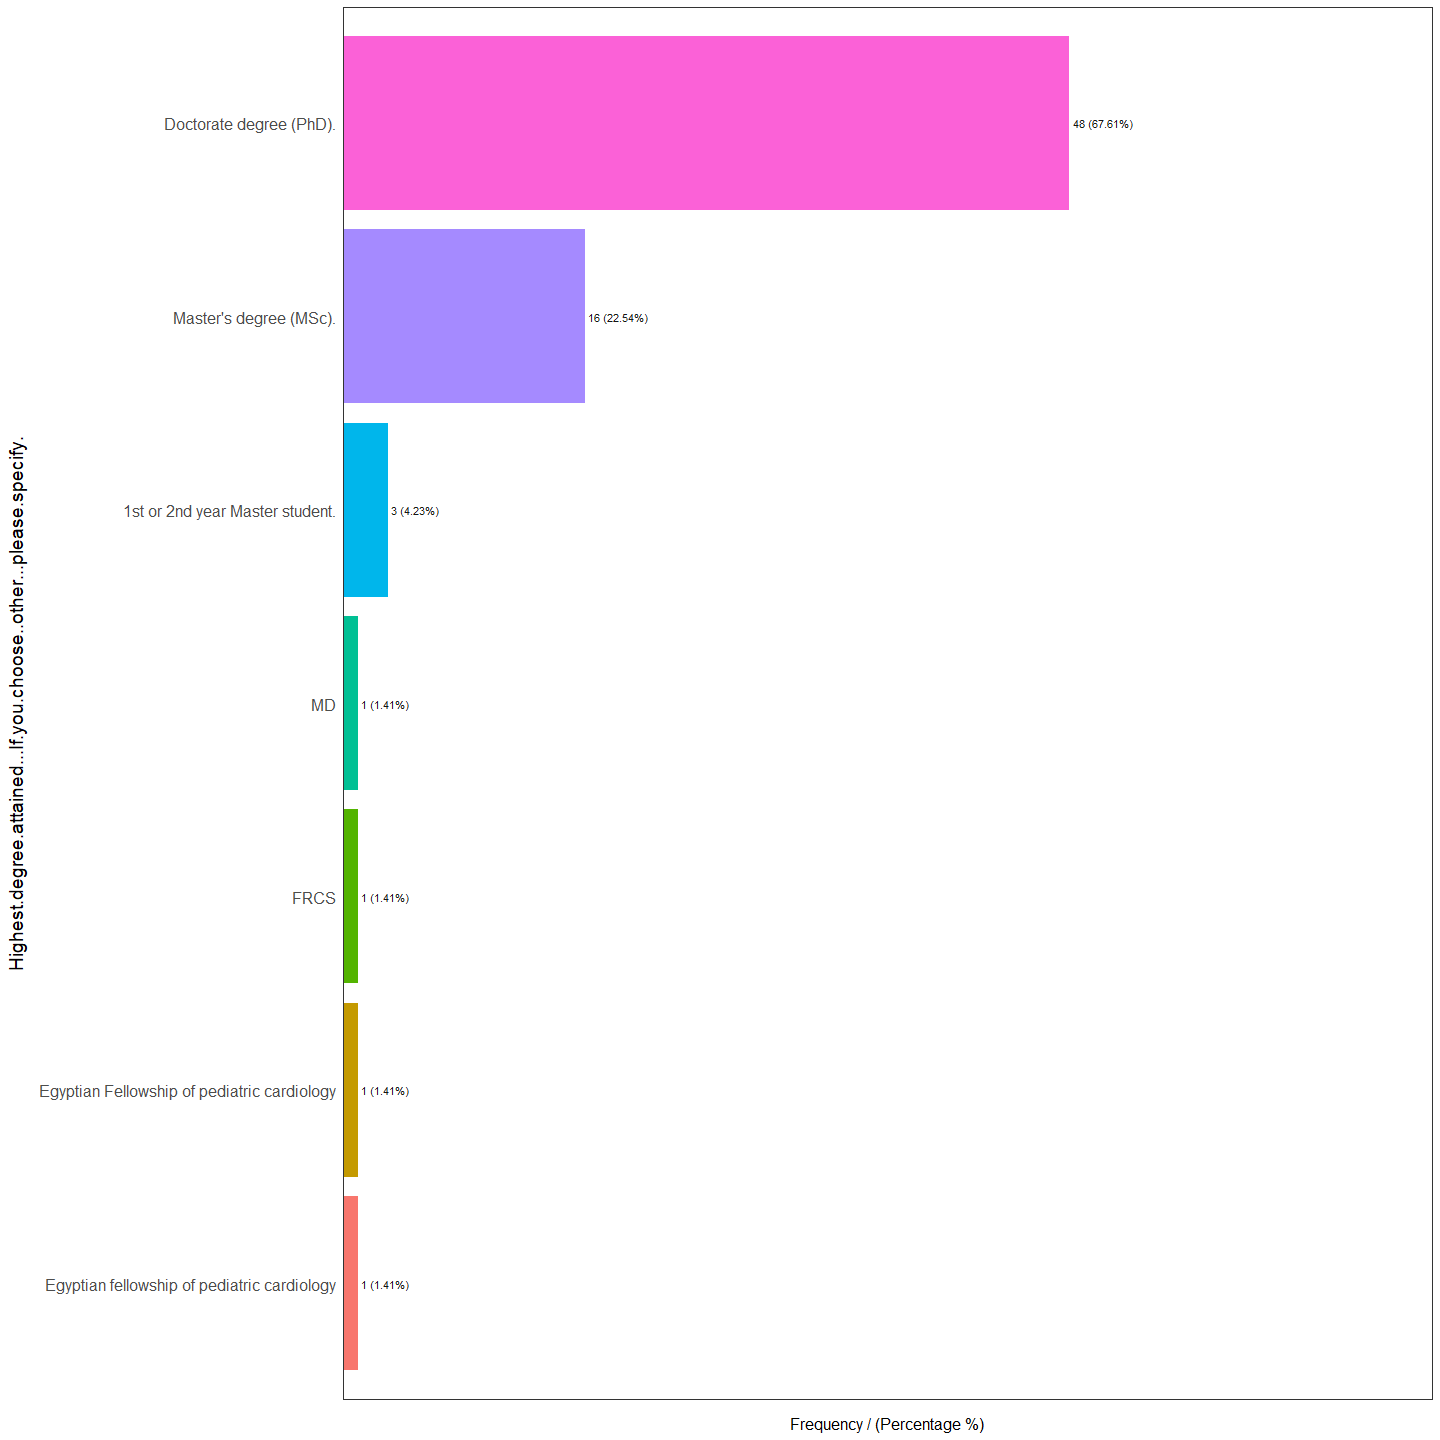 Highest.degree.attained...If.you.choose..other...please.specify.
Doctorate degree (PhD).
48 (67.61%)
Master's degree (MSc).
16 (22.54%)
1st or 2nd year Master student.
3 (4.23%)
MD
1 (1.41%)
FRCS
1 (1.41%)
Egyptian Fellowship of pediatric cardiology
1 (1.41%)
Egyptian fellowship of pediatric cardiology
1 (1.41%)
Frequency / (Percentage %)